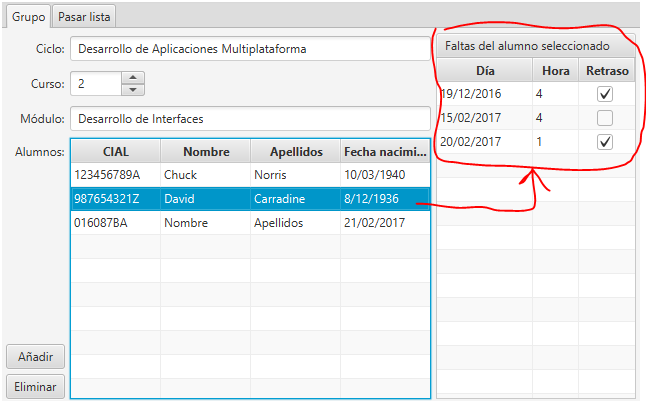 Grupo Pasar lista
Ciclo: Desarrollo de Aplicaciones Multiplataforma
Curso: 2
Módulo: Desarrollo de Interfaces
Alumnos: CIAL Nombre Apellidos Fecha nacimi...
123456789A Chuck Norris 10/03/1940
987654321Z David Carradine 8/12/1936
016087BA Nombre Apellidos 21/02/2017
Añadir
Eliminar
Faltas del alumno seleccionado
Día Hora Retraso
19/12/2016 4
15/02/2017 4
20/02/2017 1